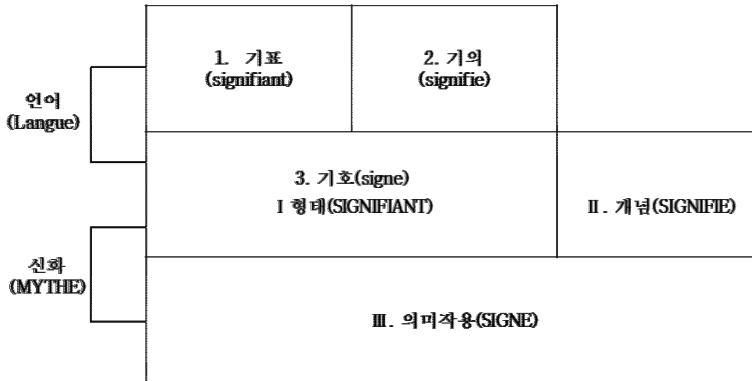 1. 기표
(signifiant)
2. 기의
(signifie)
언어
(Langue)
3. 기호(signe)
Ⅰ 형태(SIGNIFIANT)
Ⅱ. 개념(SIGNIFIE)
신화
(MYTHE)
Ⅲ. 의미작용(SIGNE)